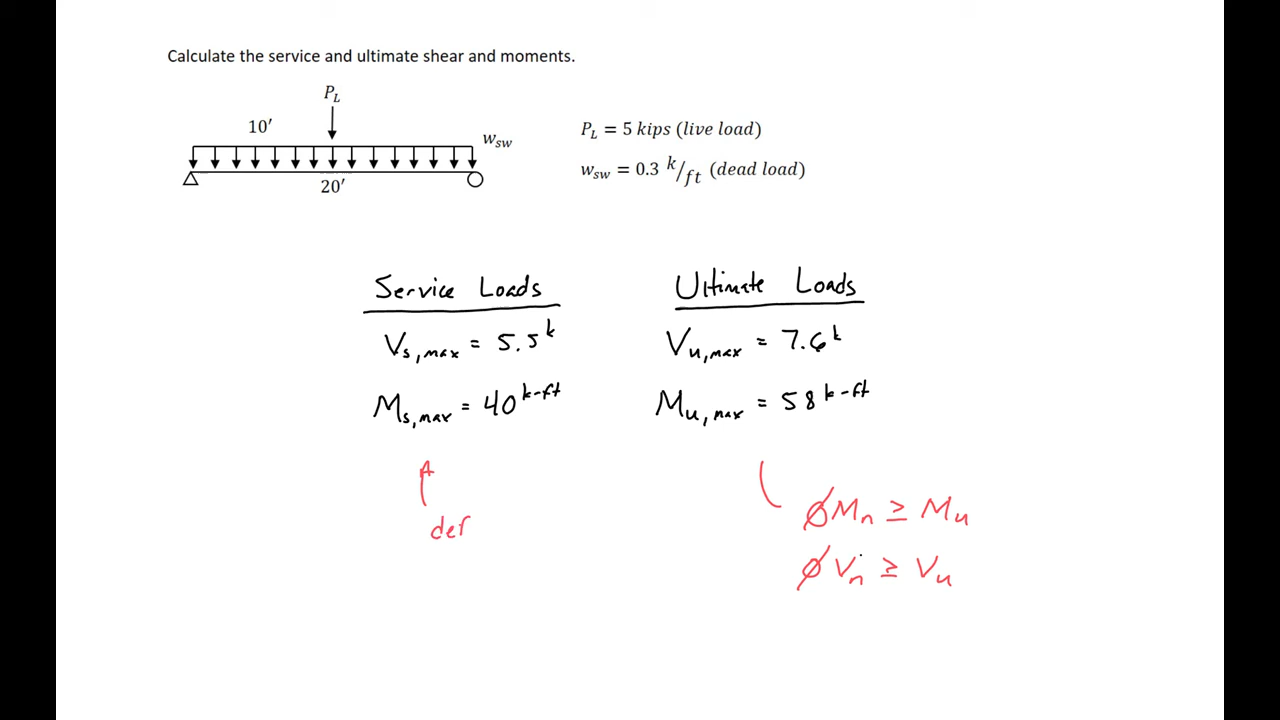 Calculate the service and ultimate shear and moments.
P_L
10′
w_sw
20′
P_L = 5 kips (live load)
w_sw = 0.3 k/ft (dead load)
Service Loads
V_s,max = 5.5^k
M_s,max = 40^k-ft
Ultimate Loads
V_u,max = 7.6^k
M_u,max = 58^k-ft
def
φM_n ≥ M_u
φV_n ≥ V_u